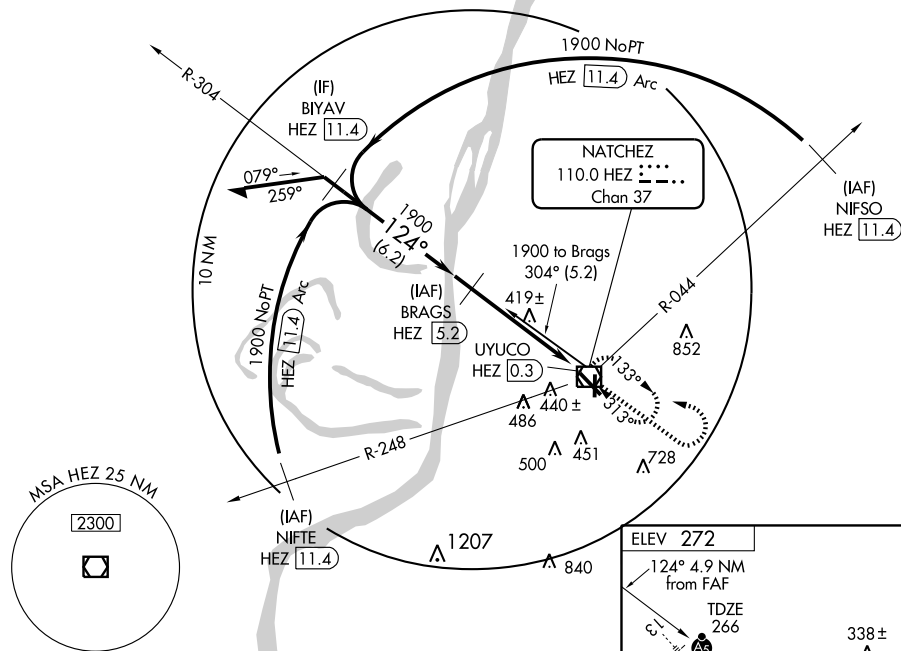 1900 NoPT
HEZ 11.4 Arc
R-304
(IF)
BIYAV
HEZ 11.4
NATCHEZ
110.0 HEZ
Chan 37
079°
259°
(IAF)
NIFSO
HEZ 11.4
1900
124°
(6.2)
10 NM
1900 to Brags
304° (5.2)
R-044
(IAF)
BRAGS
HEZ 5.2
419±
1900 NoPT
HEZ 11.4 Arc
852
UYUCO
HEZ 0.3
133°
313°
440±
486
451
500
728
R-248
MSA HEZ 25 NM
2300
(IAF)
NIFTE
HEZ 11.4
1207
840
ELEV 272
124° 4.9 NM
from FAF
TDZE
266
13
A5
338±